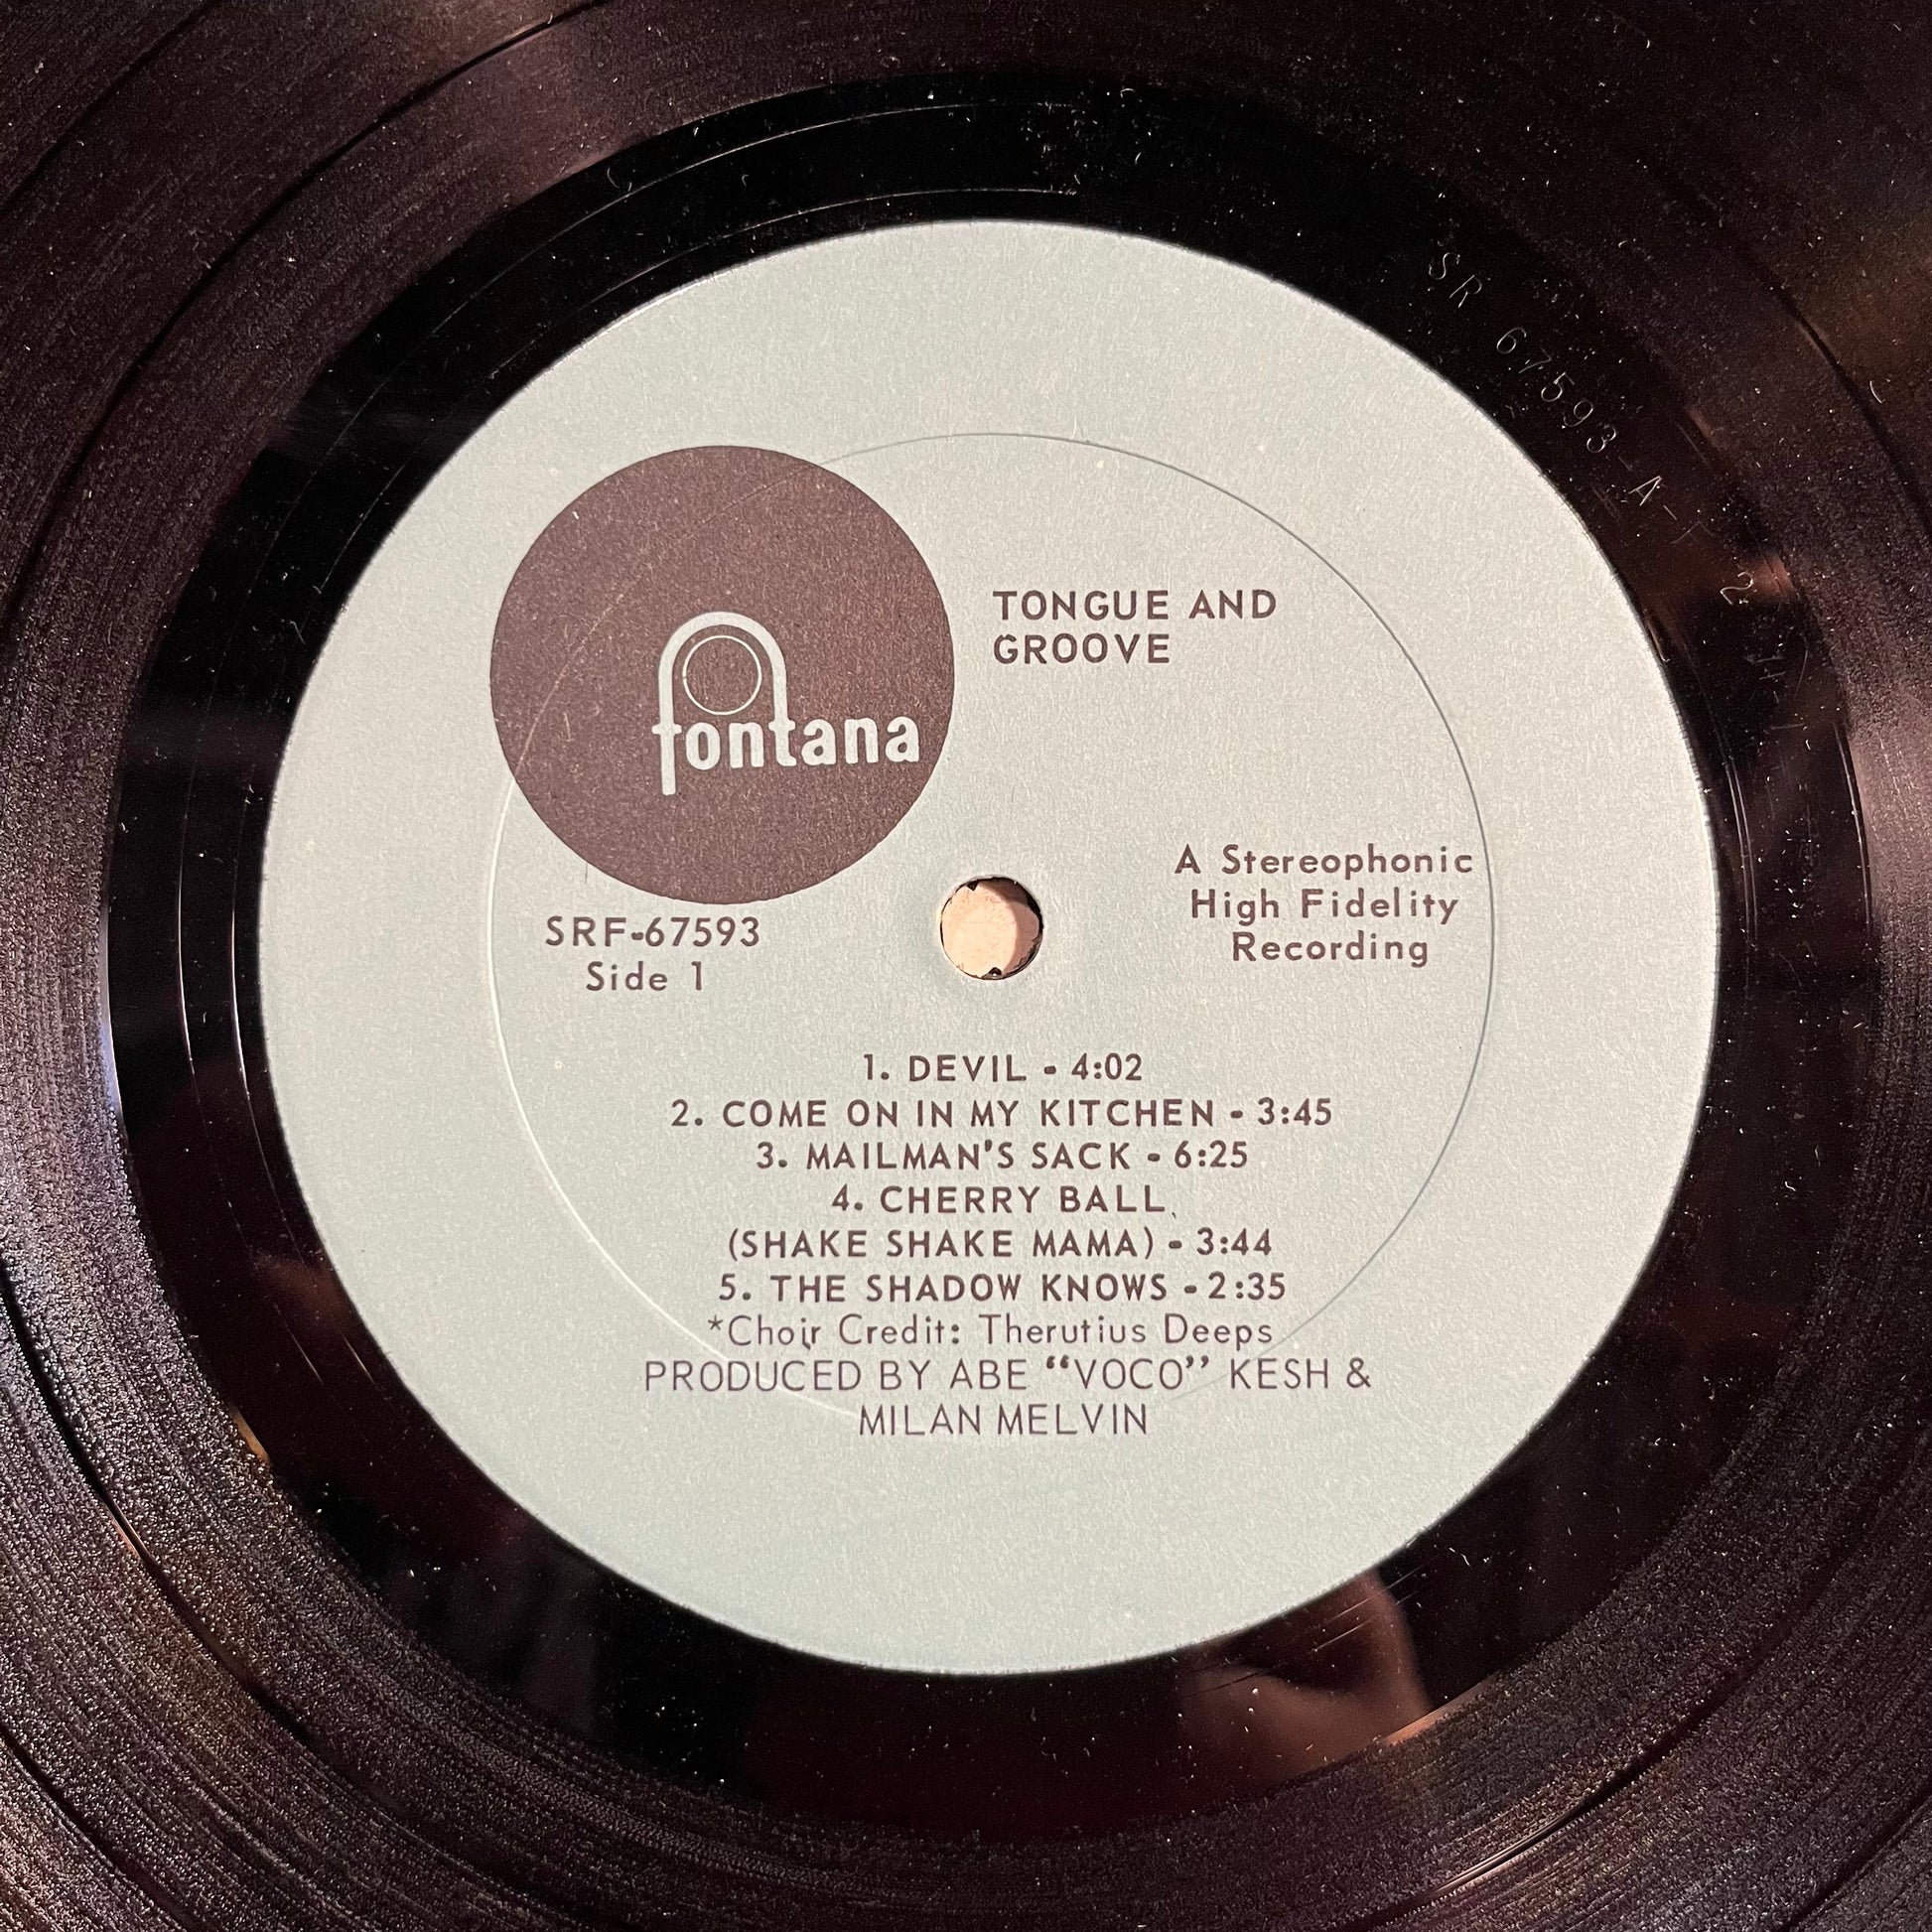 SR 67593-A-
2
fontana
TONGUE AND
GROOVE
A Stereophonic
High Fidelity
Recording
SRF-67593
Side 1
1. DEVIL - 4:02
2. COME ON IN MY KITCHEN - 3:45
3. MAILMAN'S SACK - 6:25
4. CHERRY BALL
(SHAKE SHAKE MAMA) - 3:44
5. THE SHADOW KNOWS - 2:35
*Choir Credit: Therutius Deeps
PRODUCED BY ABE “VOCO” KESH &
MILAN MELVIN